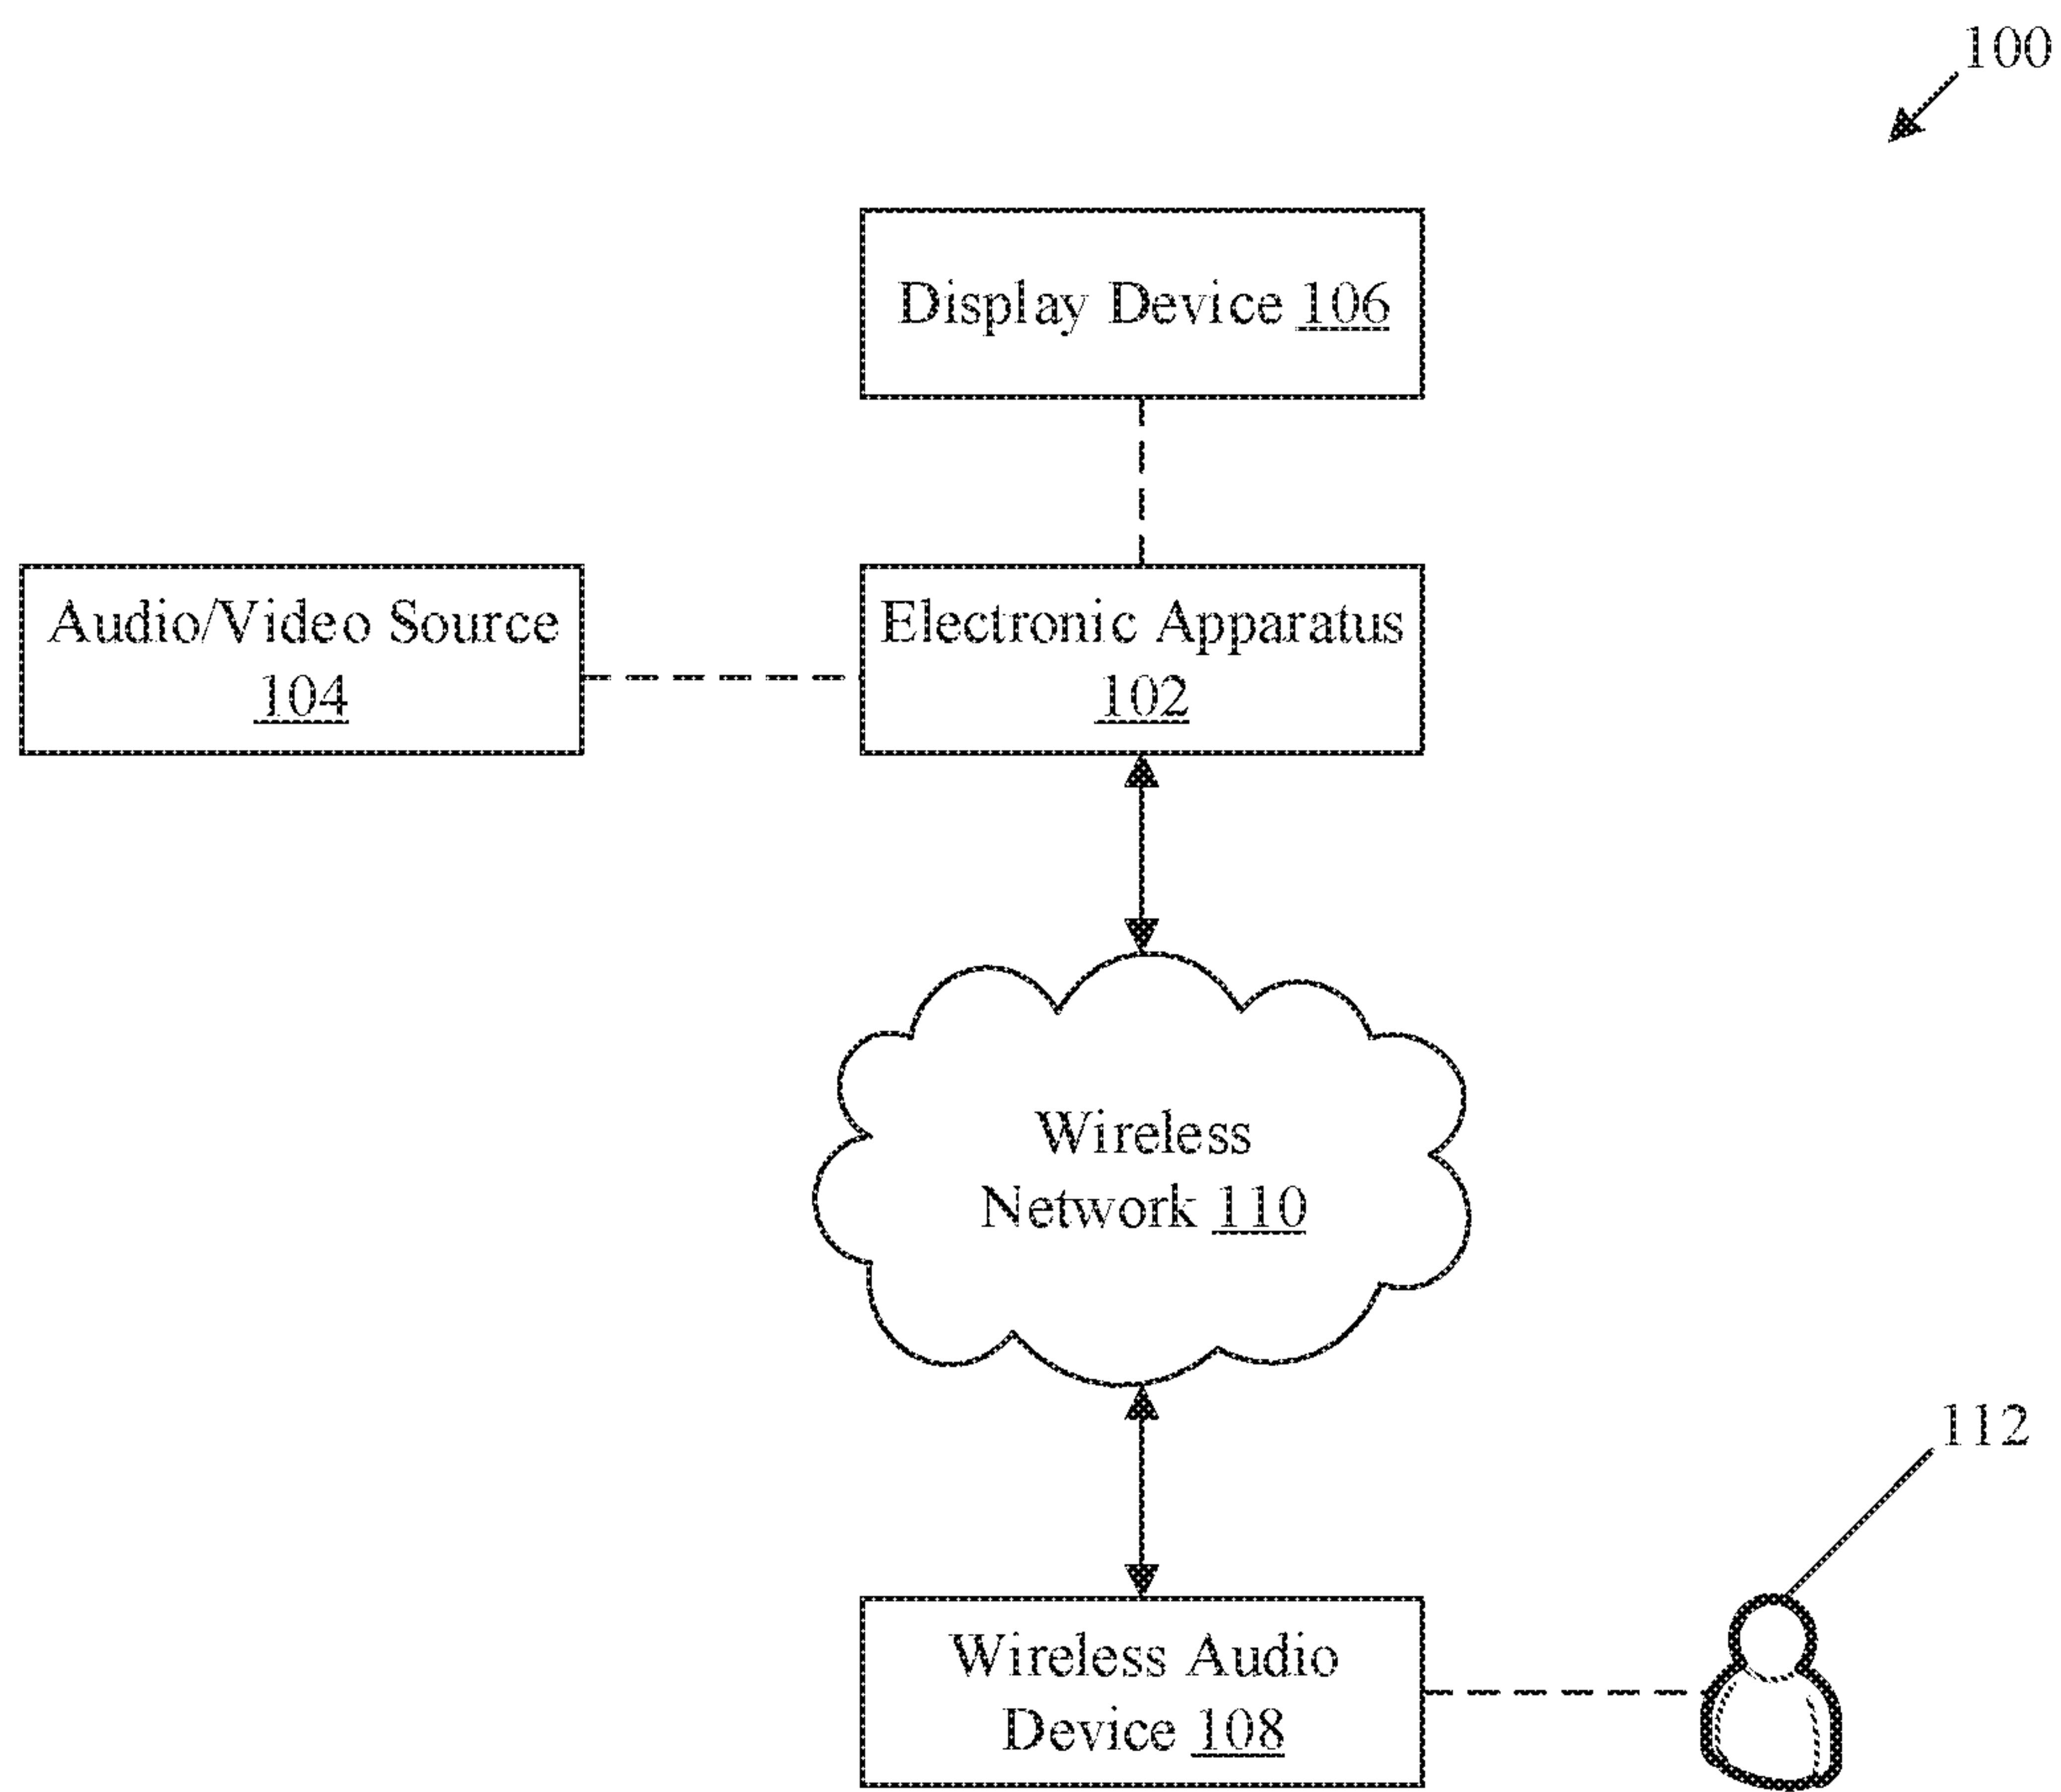 100
Display Device 106
Audio/Video Source
104
Electronic Apparatus
102
Wireless
Network 110
112
Wireless Audio
Device 108